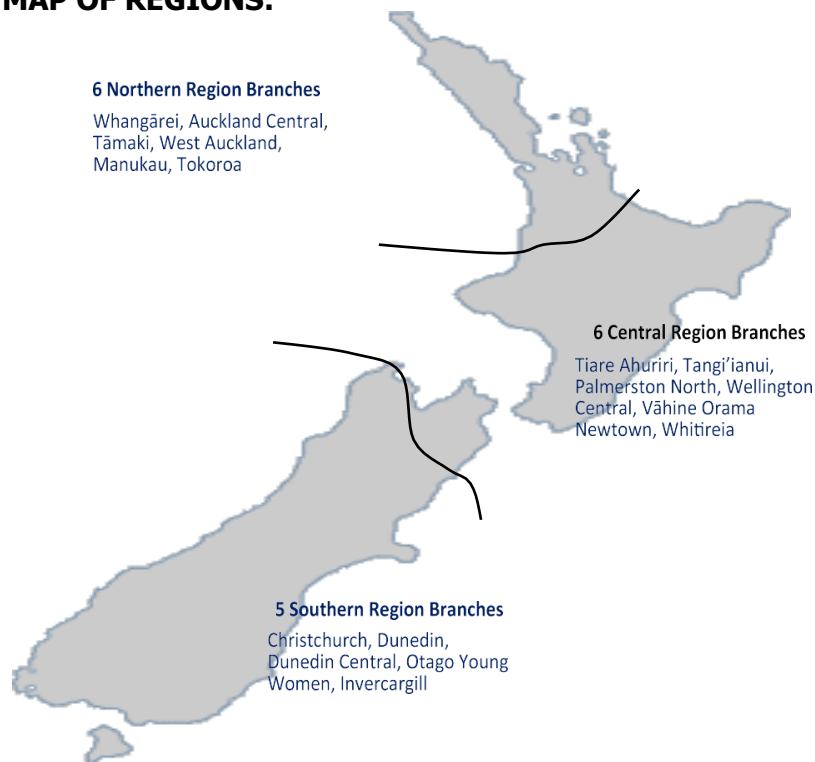 MAP OF REGIONS:
6 Northern Region Branches
Whangārei, Auckland Central,
Tāmaki, West Auckland,
Manukau, Tokoroa
6 Central Region Branches
Tiare Ahuriri, Tangi’ianui,
Palmerston North, Wellington
Central, Vāhine Orama
Newtown, Whitireia
5 Southern Region Branches
Christchurch, Dunedin,
Dunedin Central, Otago Young
Women, Invercargill